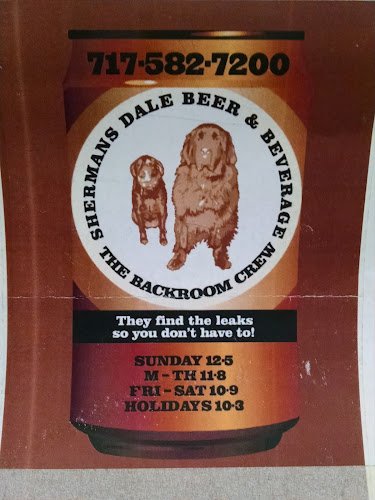 717-582-7200
SHERMANS DALE BEER & BEVERAGE
THE BACKROOM CREW
They find the leaks
so you don't have to!
SUNDAY 12-5
M - TH 11-8
FRI - SAT 10-9
HOLIDAYS 10-3